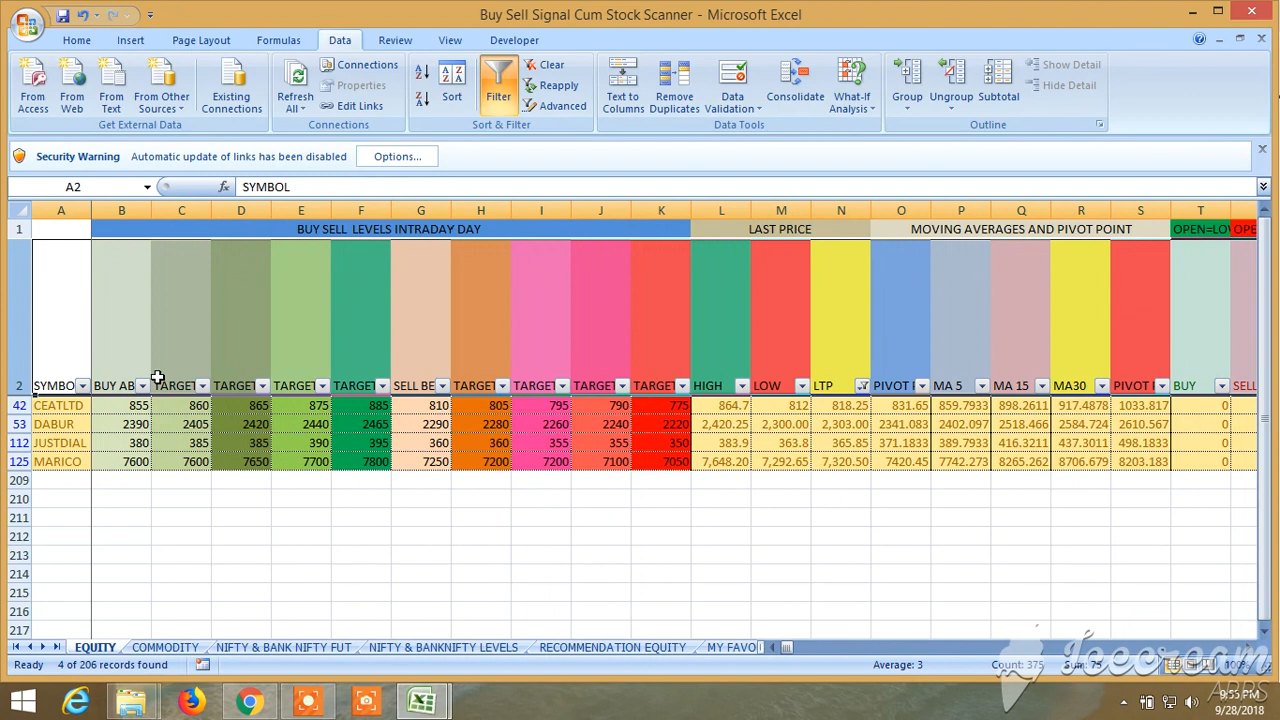 Buy Sell Signal Cum Stock Scanner - Microsoft Excel
Home Insert Page Layout Formulas Data Review View Developer
From Access From Web From Text From Other Sources Existing Connections
Get External Data
Refresh All Connections Properties Edit Links
Connections
Sort Filter Clear Reapply Advanced
Sort & Filter
Text to Columns Remove Duplicates Data Validation Consolidate What-If Analysis
Data Tools
Group Ungroup Subtotal Show Detail Hide Detail
Outline
Security Warning Automatic update of links has been disabled Options...
A2 fx SYMBOL
A B C D E F G H I J K L M N O P Q R S T
1 BUY SELL LEVELS INTRADAY DAY LAST PRICE MOVING AVERAGES AND PIVOT POINT OPEN=LOW OPE
2 SYMBO BUY AB TARGET TARGET TARGET TARGET SELL BE TARGET TARGET TARGET TARGET HIGH LOW LTP PIVOT MA 5 MA 15 MA30 PIVOT BUY SELL
42 CEATLTD 855 860 865 875 885 810 805 795 790 775 864.7 812 818.25 831.65 859.7933 898.2611 917.4878 1033.817 0
53 DABUR 2390 2405 2420 2440 2465 2290 2280 2260 2240 2220 2,420.25 2,300.00 2,303.00 2341.083 2402.097 2518.466 2584.724 2610.567 0
112 JUSTDIAL 380 385 385 390 395 360 360 355 355 350 383.9 363.8 365.85 371.1833 389.7933 416.3211 437.3011 498.1833 0
125 MARICO 7600 7600 7650 7700 7800 7250 7200 7200 7100 7050 7,648.20 7,292.65 7,320.50 7420.45 7742.273 8265.262 8706.679 8203.183 0
209
210
211
212
213
214
215
216
217
EQUITY COMMODITY NIFTY & BANK NIFTY FUT NIFTY & BANKNIFTY LEVELS RECOMMENDATION EQUITY MY FAVO
Ready 4 of 206 records found Average: 3 Count: 375 Sum: 75 100%
Icecream
APPS
9:55 PM
9/28/2018